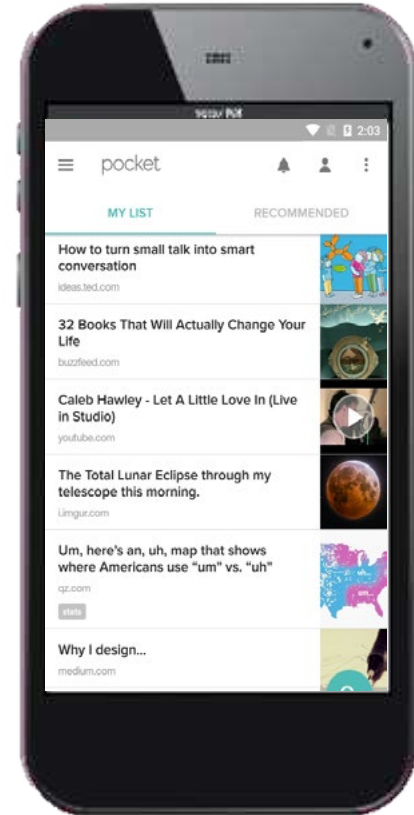 2:03
pocket
MY LIST
RECOMMENDED
How to turn small talk into smart
conversation
ideas.ted.com
32 Books That Will Actually Change Your
Life
buzzfeed.com
Caleb Hawley - Let A Little Love In (Live
in Studio)
youtube.com
The Total Lunar Eclipse through my
telescope this morning.
i.imgur.com
Um, here's an, uh, map that shows
where Americans use “um” vs. “uh”
qz.com
stats
Why I design...
medium.com